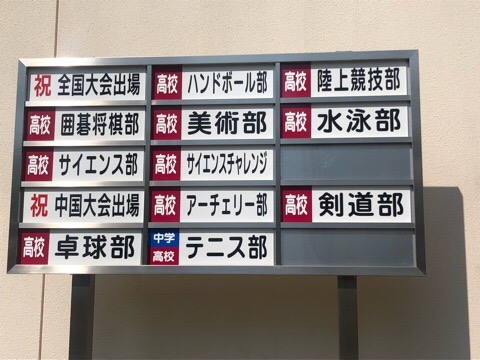 祝 全国大会出場
高校 ハンドボール部
高校 陸上競技部
高校 囲碁将棋部
高校 美術部
高校 水泳部
高校 サイエンス部
高校 サイエンスチャレンジ
祝 中国大会出場
高校 アーチェリー部
高校 剣道部
高校 卓球部
中学 高校 テニス部